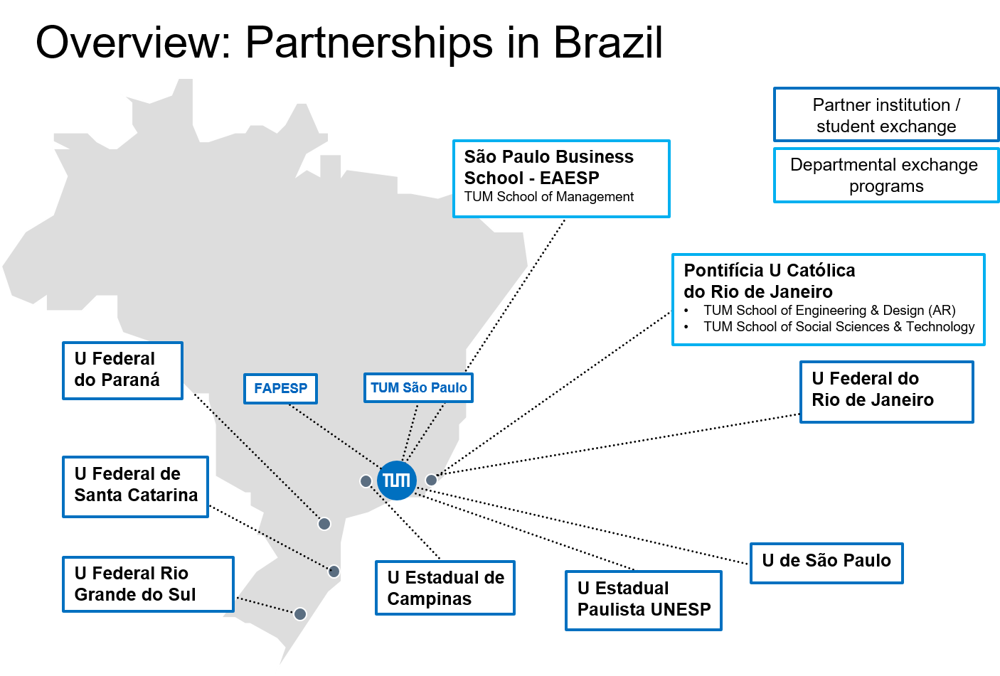 Overview: Partnerships in Brazil
Partner institution /
student exchange
Departmental exchange
programs
São Paulo Business
School - EAESP
TUM School of Management
Pontifícia U Católica
do Rio de Janeiro
• TUM School of Engineering & Design (AR)
• TUM School of Social Sciences & Technology
U Federal
do Paraná
FAPESP
TUM São Paulo
U Federal do
Rio de Janeiro
U Federal de
Santa Catarina
TUM
U Federal Rio
Grande do Sul
U Estadual de
Campinas
U Estadual
Paulista UNESP
U de São Paulo